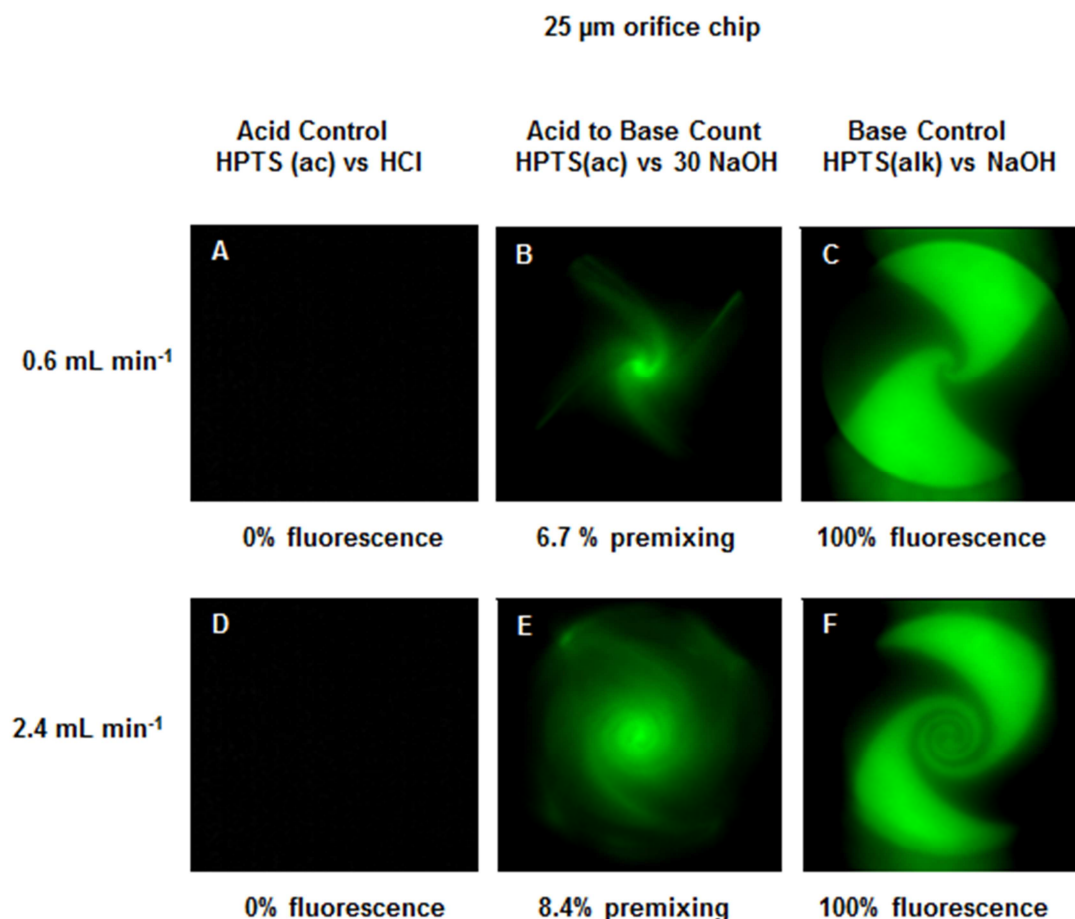 25 µm orifice chip
Acid Control
HPTS (ac) vs HCl
Acid to Base Count
HPTS(ac) vs 30 NaOH
Base Control
HPTS(alk) vs NaOH
0.6 mL min⁻¹
A
B
C
0% fluorescence
6.7 % premixing
100% fluorescence
2.4 mL min⁻¹
D
E
F
0% fluorescence
8.4% premixing
100% fluorescence